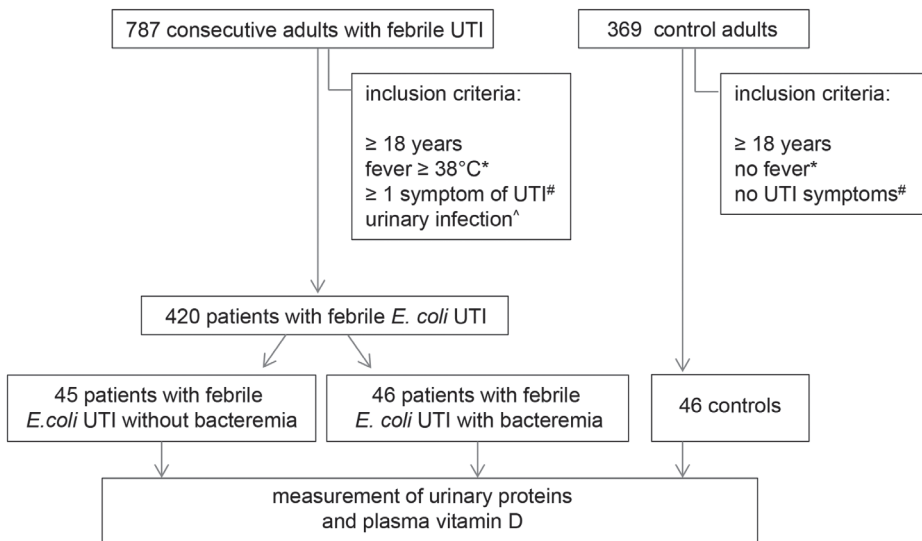 787 consecutive adults with febrile UTI
369 control adults
inclusion criteria:
≥ 18 years
fever ≥ 38°C*
≥ 1 symptom of UTI#
urinary infection^
inclusion criteria:
≥ 18 years
no fever*
no UTI symptoms#
420 patients with febrile E. coli UTI
45 patients with febrile
E.coli UTI without bacteremia
46 patients with febrile
E. coli UTI with bacteremia
46 controls
measurement of urinary proteins
and plasma vitamin D